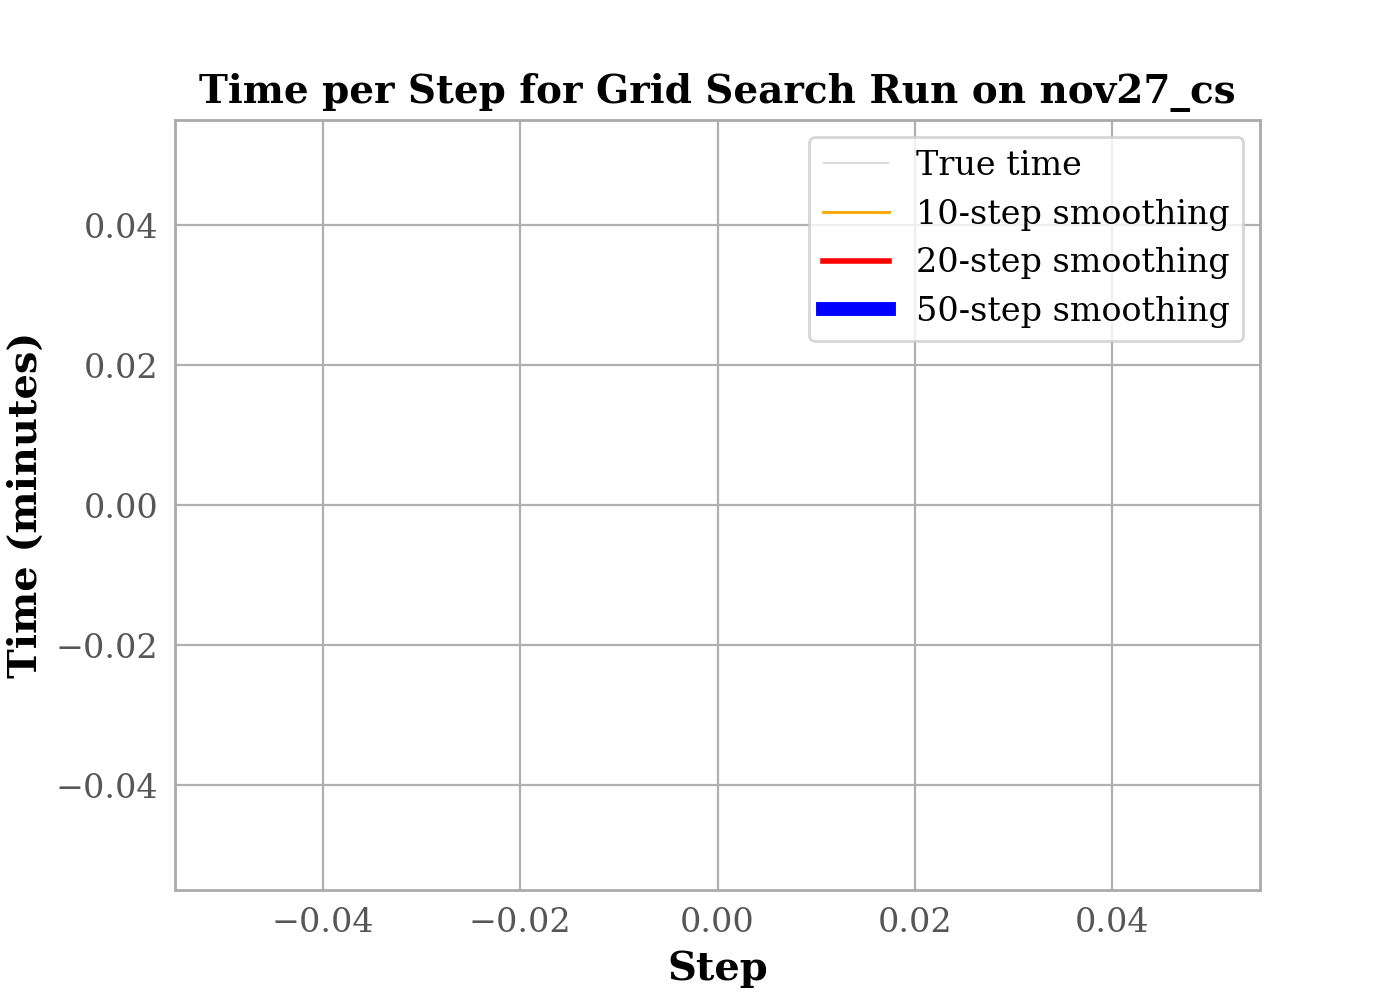 Time per Step for Grid Search Run on nov27_cs
True time
10-step smoothing
20-step smoothing
50-step smoothing
Time (minutes)
0.04
0.02
0.00
−0.02
−0.04
−0.04
−0.02
0.00
0.02
0.04
Step